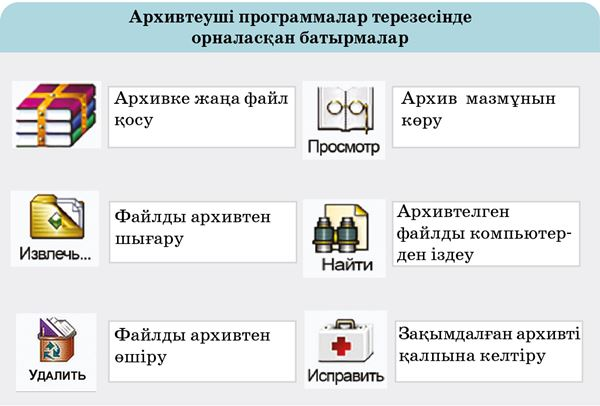 Архивтеуші программалар терезесінде
орналасқан батырмалар
Архивке жаңа файл
қосу
Просмотр
Архив мазмұнын
көру
Извлечь...
Файлды архивтен
шығару
Найти
Архивтелген
файлды компьютер-
ден іздеу
Удалить
Файлды архивтен
өшіру
Исправить
Зақымдалған архивті
қалпына келтіру